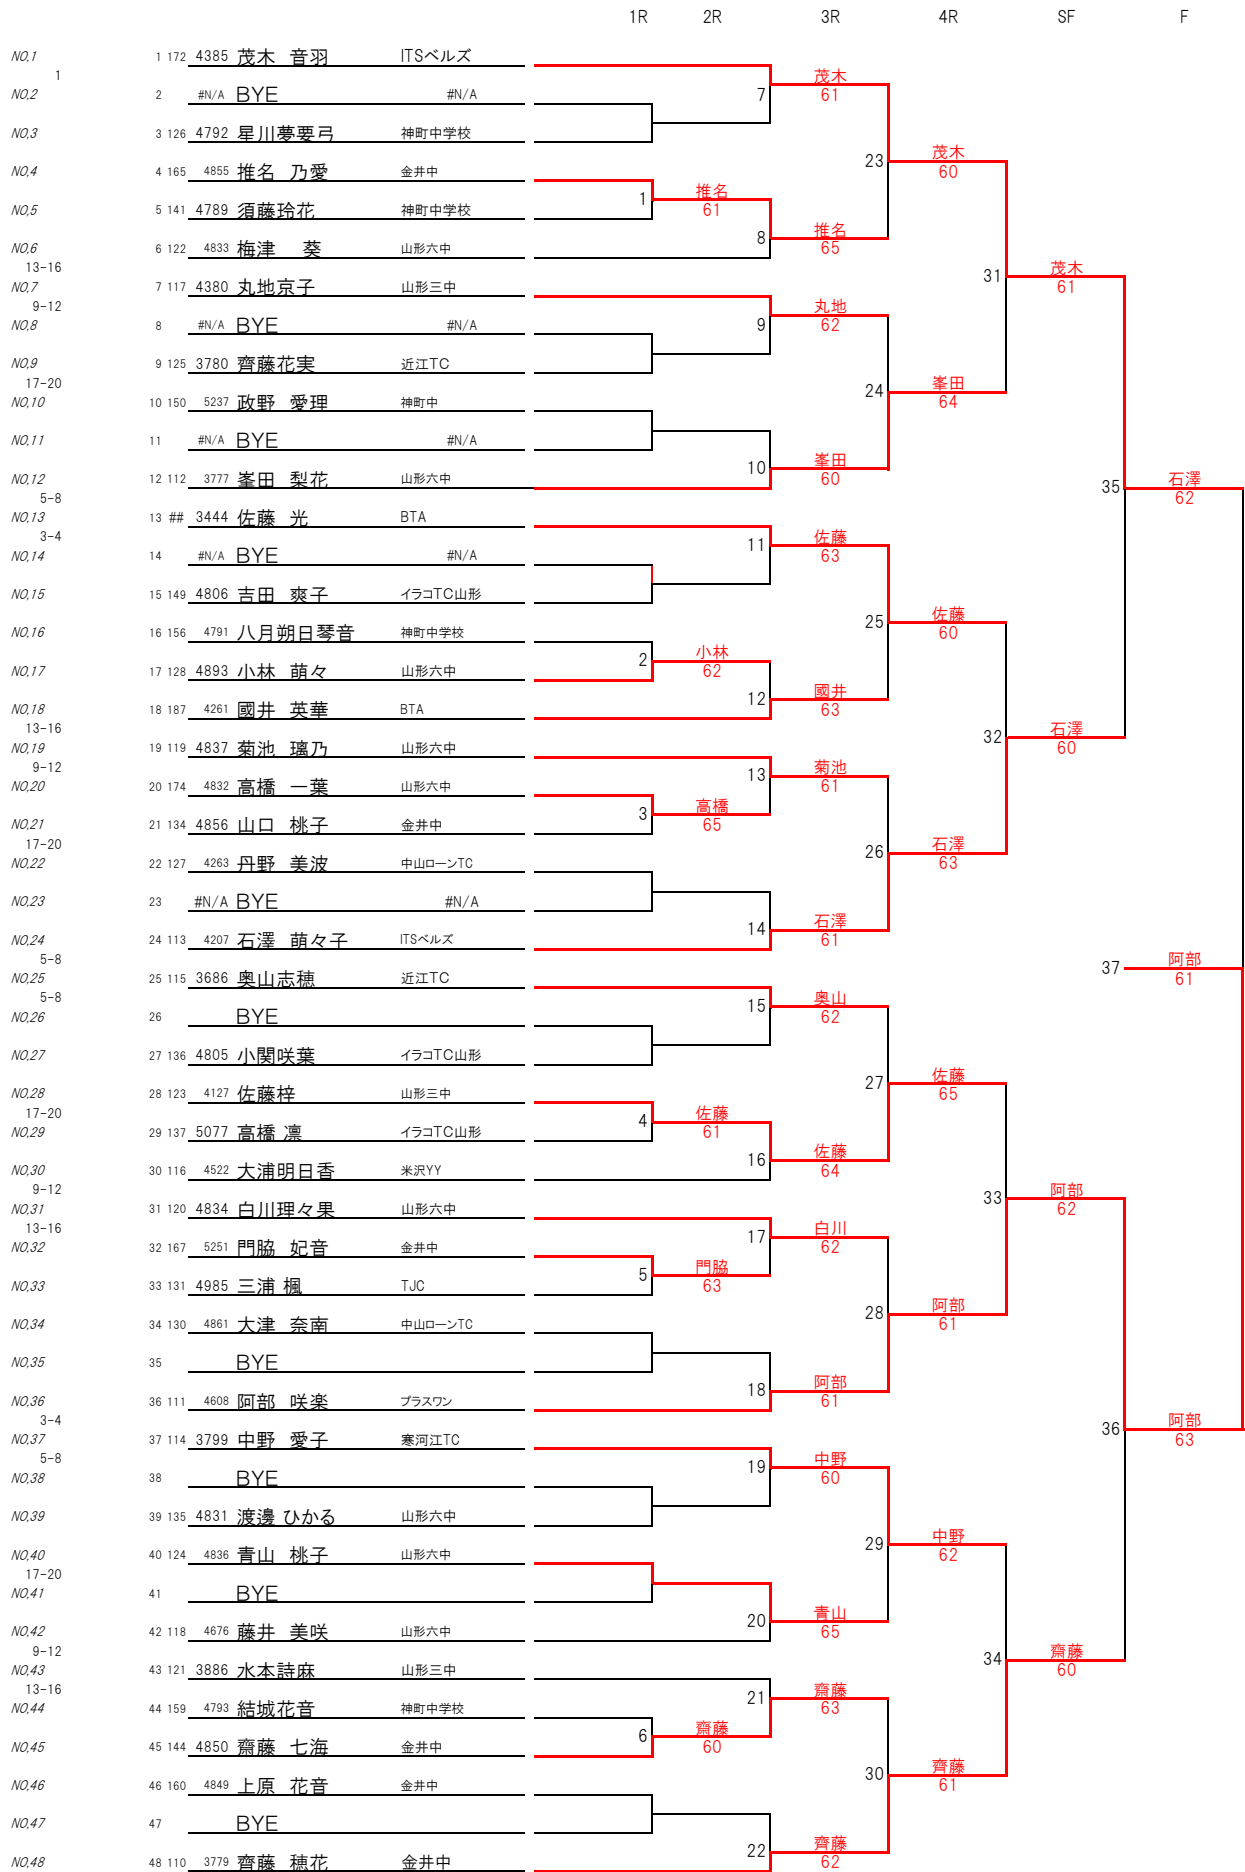 1R 2R 3R 4R SF F
NO,1 1 172 4385 茂木 音羽 ITSベルズ
1 茂木
NO,2 2 #N/A BYE #N/A 7 61
NO,3 3 126 4792 星川夢要弓 神町中学校
茂木
NO,4 4 165 4855 推名 乃愛 金井中 23 60
推名
NO,5 5 141 4789 須藤玲花 神町中学校 1 61
推名
NO,6 6 122 4833 梅津 葵 山形六中 8 65
13-16 茂木
NO,7 7 117 4380 丸地京子 山形三中 31 61
9-12 丸地
NO,8 8 #N/A BYE #N/A 9 62
NO,9 9 125 3780 齊藤花実 近江TC
17-20 峯田
NO,10 10 150 5237 政野 愛理 神町中 24 64
NO,11 11 #N/A BYE #N/A
峯田
NO,12 12 112 3777 峯田 梨花 山形六中 10 60 石澤
5-8 35 62
NO,13 13 ## 3444 佐藤 光 BTA
3-4 佐藤
NO,14 14 #N/A BYE #N/A 11 63
NO,15 15 149 4806 吉田 爽子 イラコTC山形
佐藤
NO,16 16 156 4791 八月朔日琴音 神町中学校 25 60
小林
NO,17 17 128 4893 小林 萌々 山形六中 2 62
國井
NO,18 18 187 4261 國井 英華 BTA 12 63
13-16 石澤
NO,19 19 119 4837 菊池 璃乃 山形六中 32 60
9-12 菊池
NO,20 20 174 4832 高橋 一葉 山形六中 13 61
高橋
NO,21 21 134 4856 山口 桃子 金井中 3 65
17-20 石澤
NO,22 22 127 4263 丹野 美波 中山ローンTC 26 63
NO,23 23 #N/A BYE #N/A
石澤
NO,24 24 113 4207 石澤 萌々子 ITSベルズ 14 61
5-8 阿部
NO,25 25 115 3686 奥山志穂 近江TC 37 61
5-8 奥山
NO,26 26 BYE 15 62
NO,27 27 136 4805 小関咲葉 イラコTC山形
佐藤
NO,28 28 123 4127 佐藤梓 山形三中 27 65
17-20 佐藤
NO,29 29 137 5077 高橋 凛 イラコTC山形 4 61
佐藤
NO,30 30 116 4522 大浦明日香 米沢YY 16 64
9-12 阿部
NO,31 31 120 4834 白川理々果 山形六中 33 62
13-16 白川
NO,32 32 167 5251 門脇 妃音 金井中 17 62
門脇
NO,33 33 131 4985 三浦 楓 TJC 5 63
阿部
NO,34 34 130 4861 大津 奈南 中山ローンTC 28 61
NO,35 35 BYE
阿部
NO,36 36 111 4608 阿部 咲楽 プラスワン 18 61
3-4 阿部
NO,37 37 114 3799 中野 愛子 寒河江TC 36 63
5-8 中野
NO,38 38 BYE 19 60
NO,39 39 135 4831 渡邊 ひかる 山形六中
中野
NO,40 40 124 4836 青山 桃子 山形六中 29 62
17-20
NO,41 41 BYE
青山
NO,42 42 118 4676 藤井 美咲 山形六中 20 65
9-12 齋藤
NO,43 43 121 3886 水本詩麻 山形三中 34 60
13-16 齋藤
NO,44 44 159 4793 結城花音 神町中学校 21 63
齋藤
NO,45 45 144 4850 齋藤 七海 金井中 6 60
齊藤
NO,46 46 160 4849 上原 花音 金井中 30 61
NO,47 47 BYE
齊藤
NO,48 48 110 3779 齊藤 穂花 金井中 22 62